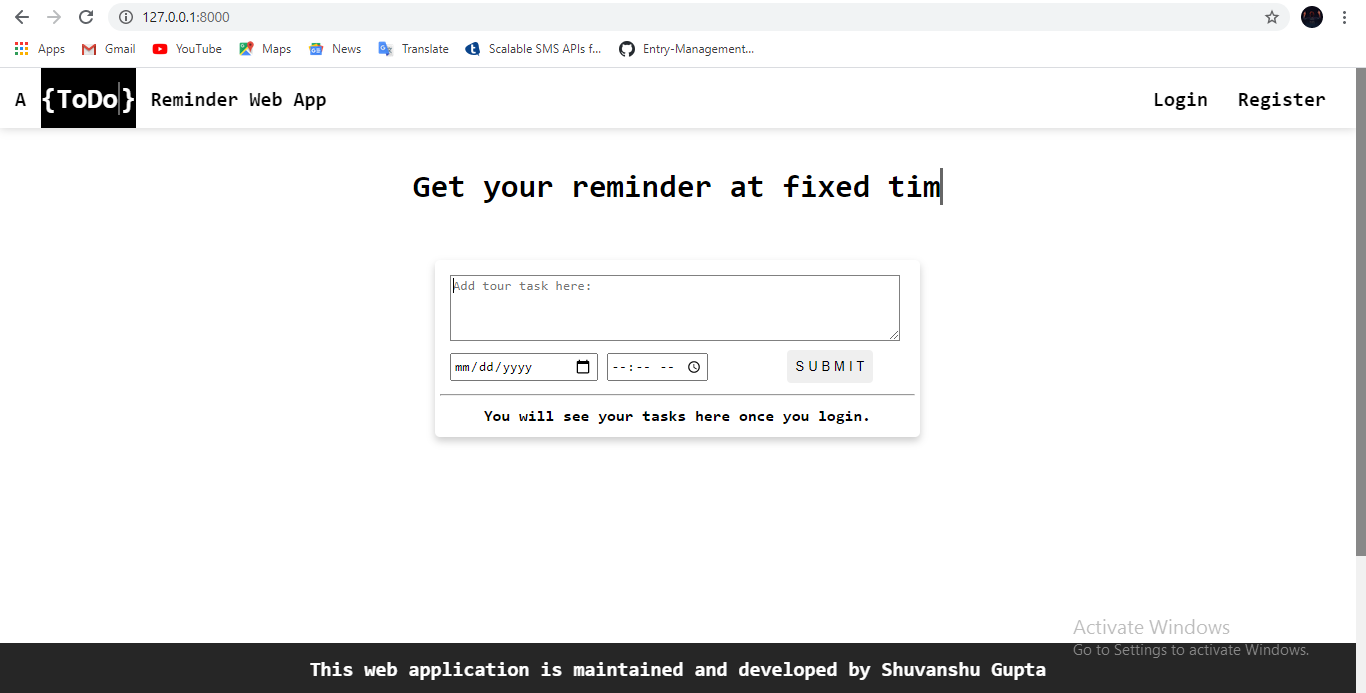 127.0.0.1:8000
Apps Gmail YouTube Maps News Translate Scalable SMS APIs f... Entry-Management...
A {ToDo} Reminder Web App Login Register
Get your reminder at fixed tim
Add tour task here:
mm/dd/yyyy --:-- -- SUBMIT
You will see your tasks here once you login.
Activate Windows
Go to Settings to activate Windows.
This web application is maintained and developed by Shuvanshu Gupta